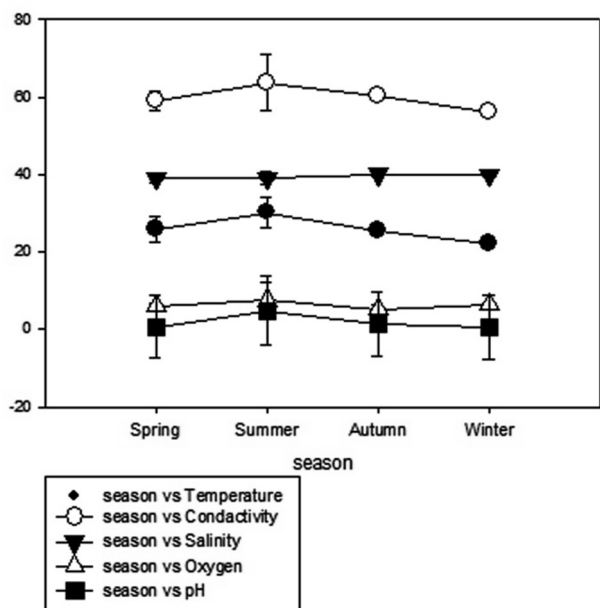 80
60
40
20
0
-20
Spring Summer Autumn Winter
season
season vs Temperature
season vs Condactivity
season vs Salinity
season vs Oxygen
season vs pH